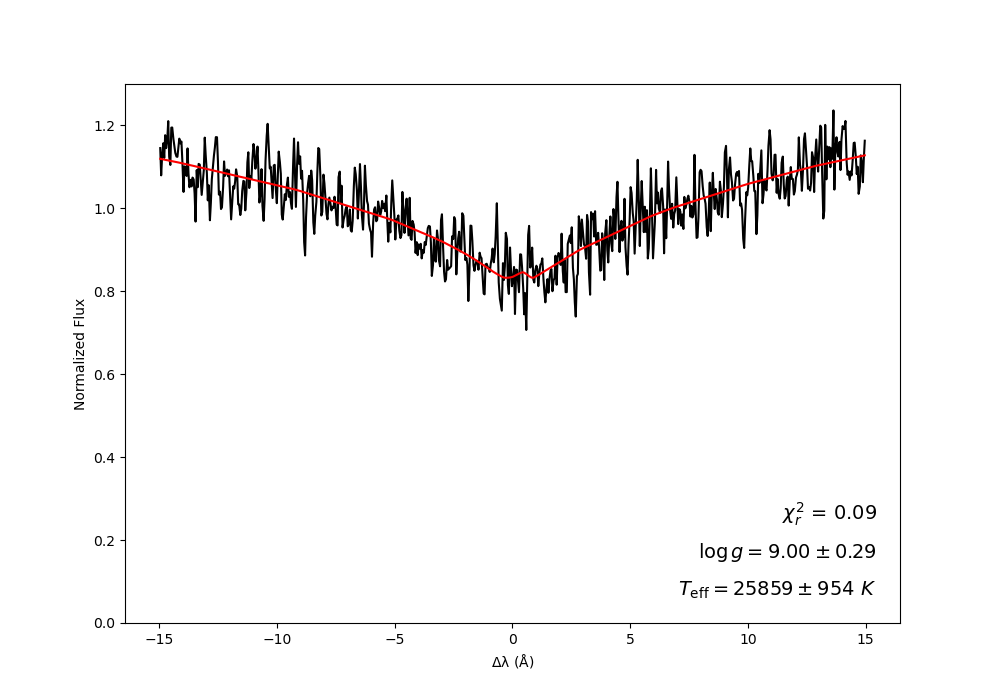 1.2
1.0
0.8
0.6
0.4
0.2
0.0
Normalized Flux
χ²ᵣ = 0.09
log g = 9.00 ± 0.29
T_eff = 25859 ± 954 K
−15 −10 −5 0 5 10 15
Δλ (Å)